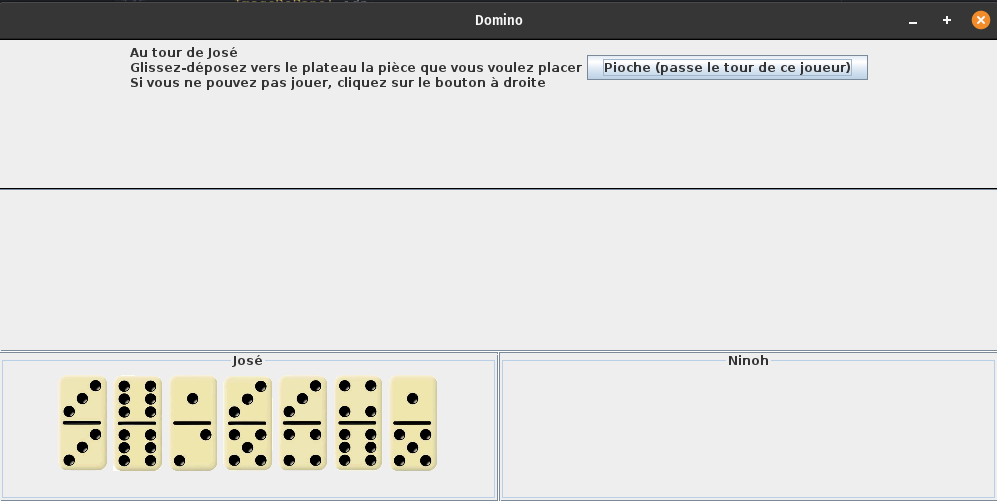 Domino
Au tour de José
Glissez-déposez vers le plateau la pièce que vous voulez placer
Pioche (passe le tour de ce joueur)
Si vous ne pouvez pas jouer, cliquez sur le bouton à droite
José
Ninoh